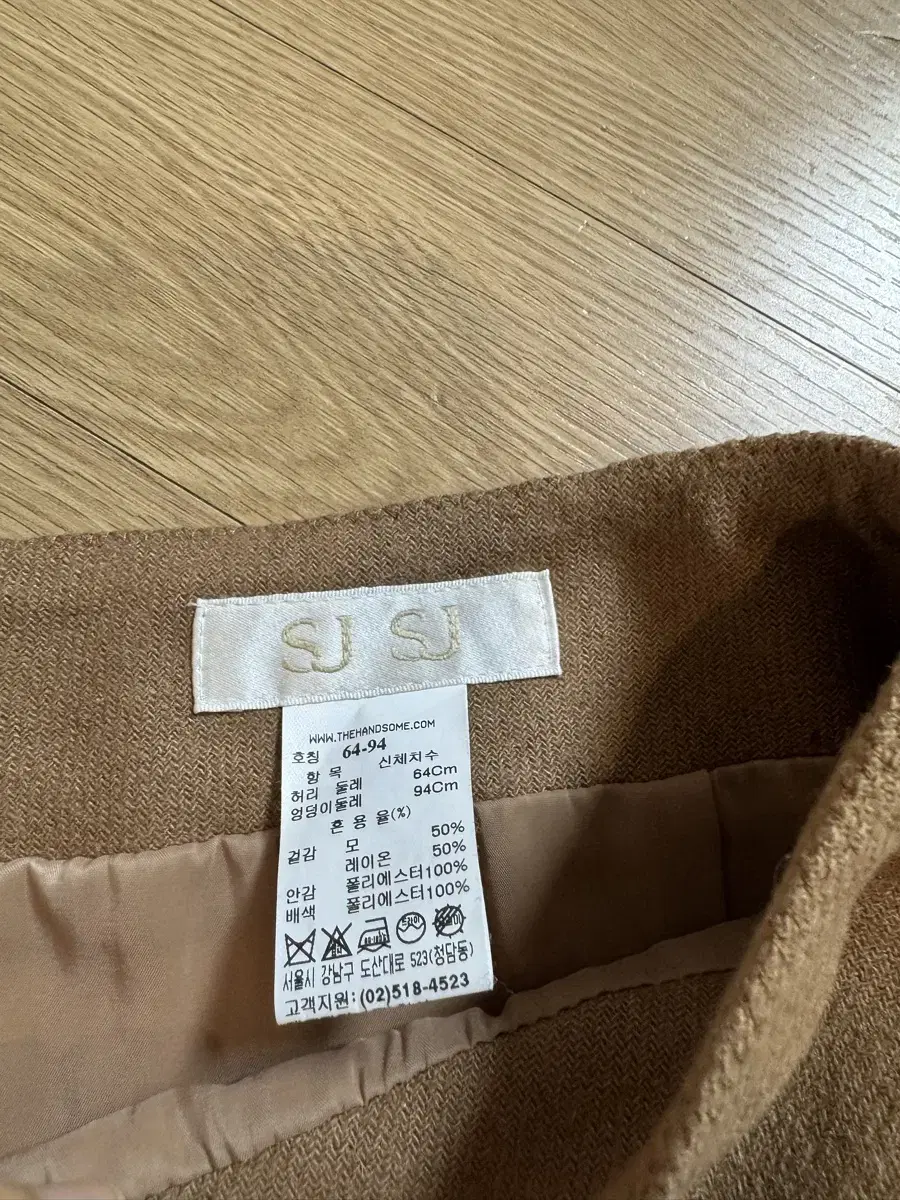 SJ SJ
WWW.THEHANDSOME.COM
호칭 64-94
항 목 신체치수
허리 둘레 64Cm
엉덩이둘레 94Cm
혼 용 율(%)
겉감 모 50%
레이온 50%
안감 폴리에스터100%
배색 폴리에스터100%
서울시 강남구 도산대로 523(청담동)
고객지원: (02)518-4523